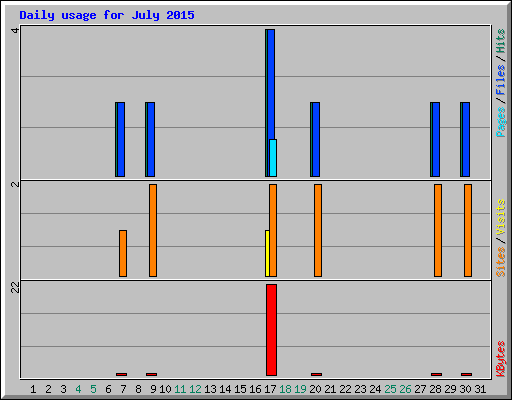 Daily usage for July 2015
4
2
22
Pages / Files / Hits
Sites / Visits
KBytes
1 2 3 4 5 6 7 8 9 10 11 12 13 14 15 16 17 18 19 20 21 22 23 24 25 26 27 28 29 30 31